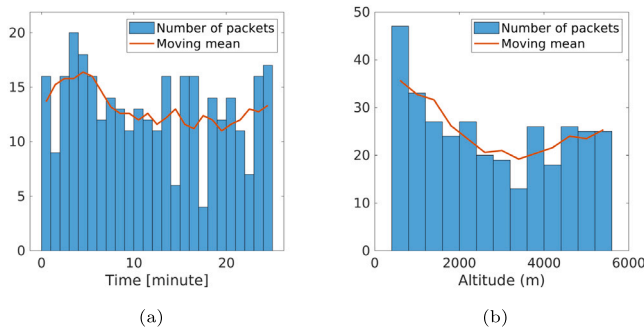 Number of packets
Moving mean
20
15
10
5
0
0
10
20
Time [minute]
(a)
Number of packets
Moving mean
50
40
30
20
10
0
0
2000
4000
6000
Altitude (m)
(b)